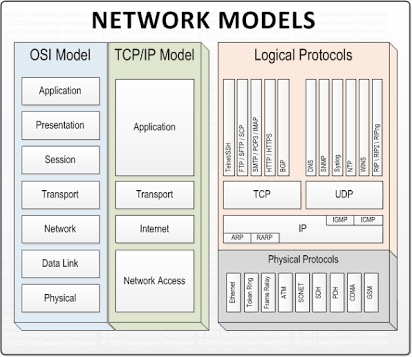 NETWORK MODELS
OSI Model
Application
Presentation
Session
Transport
Network
Data Link
Physical
TCP/IP Model
Application
Transport
Internet
Network Access
Logical Protocols
Telnet/SSH
FTP / SFTP / SCP
SMTP / POP3 / IMAP
HTTP / HTTPS
BGP
DNS
SNMP
Syslog
NTP
WINS
RIP \ RIP2 \ RIPng
TCP
UDP
IGMP
ICMP
IP
ARP
RARP
Physical Protocols
Ethernet
Token Ring
Frame Relay
ATM
SONET
SDH
PDH
CDMA
GSM